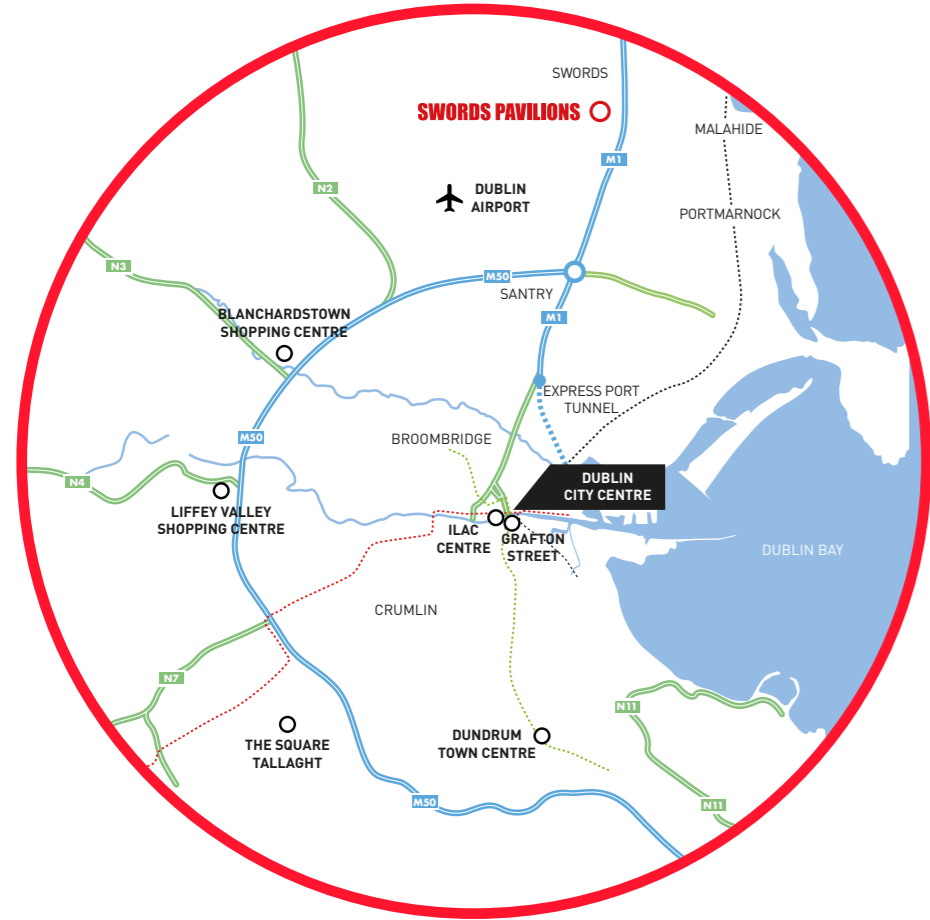 SWORDS
SWORDS PAVILIONS
MALAHIDE
M1
N2
DUBLIN
AIRPORT
PORTMARNOCK
N3
M50
SANTRY
BLANCHARDSTOWN
SHOPPING CENTRE
M1
EXPRESS PORT
TUNNEL
M50
BROOMBRIDGE
N4
DUBLIN
CITY CENTRE
LIFFEY VALLEY
SHOPPING CENTRE
ILAC
CENTRE
GRAFTON
STREET
DUBLIN BAY
CRUMLIN
N7
N11
THE SQUARE
TALLAGHT
DUNDRUM
TOWN CENTRE
M50
N11